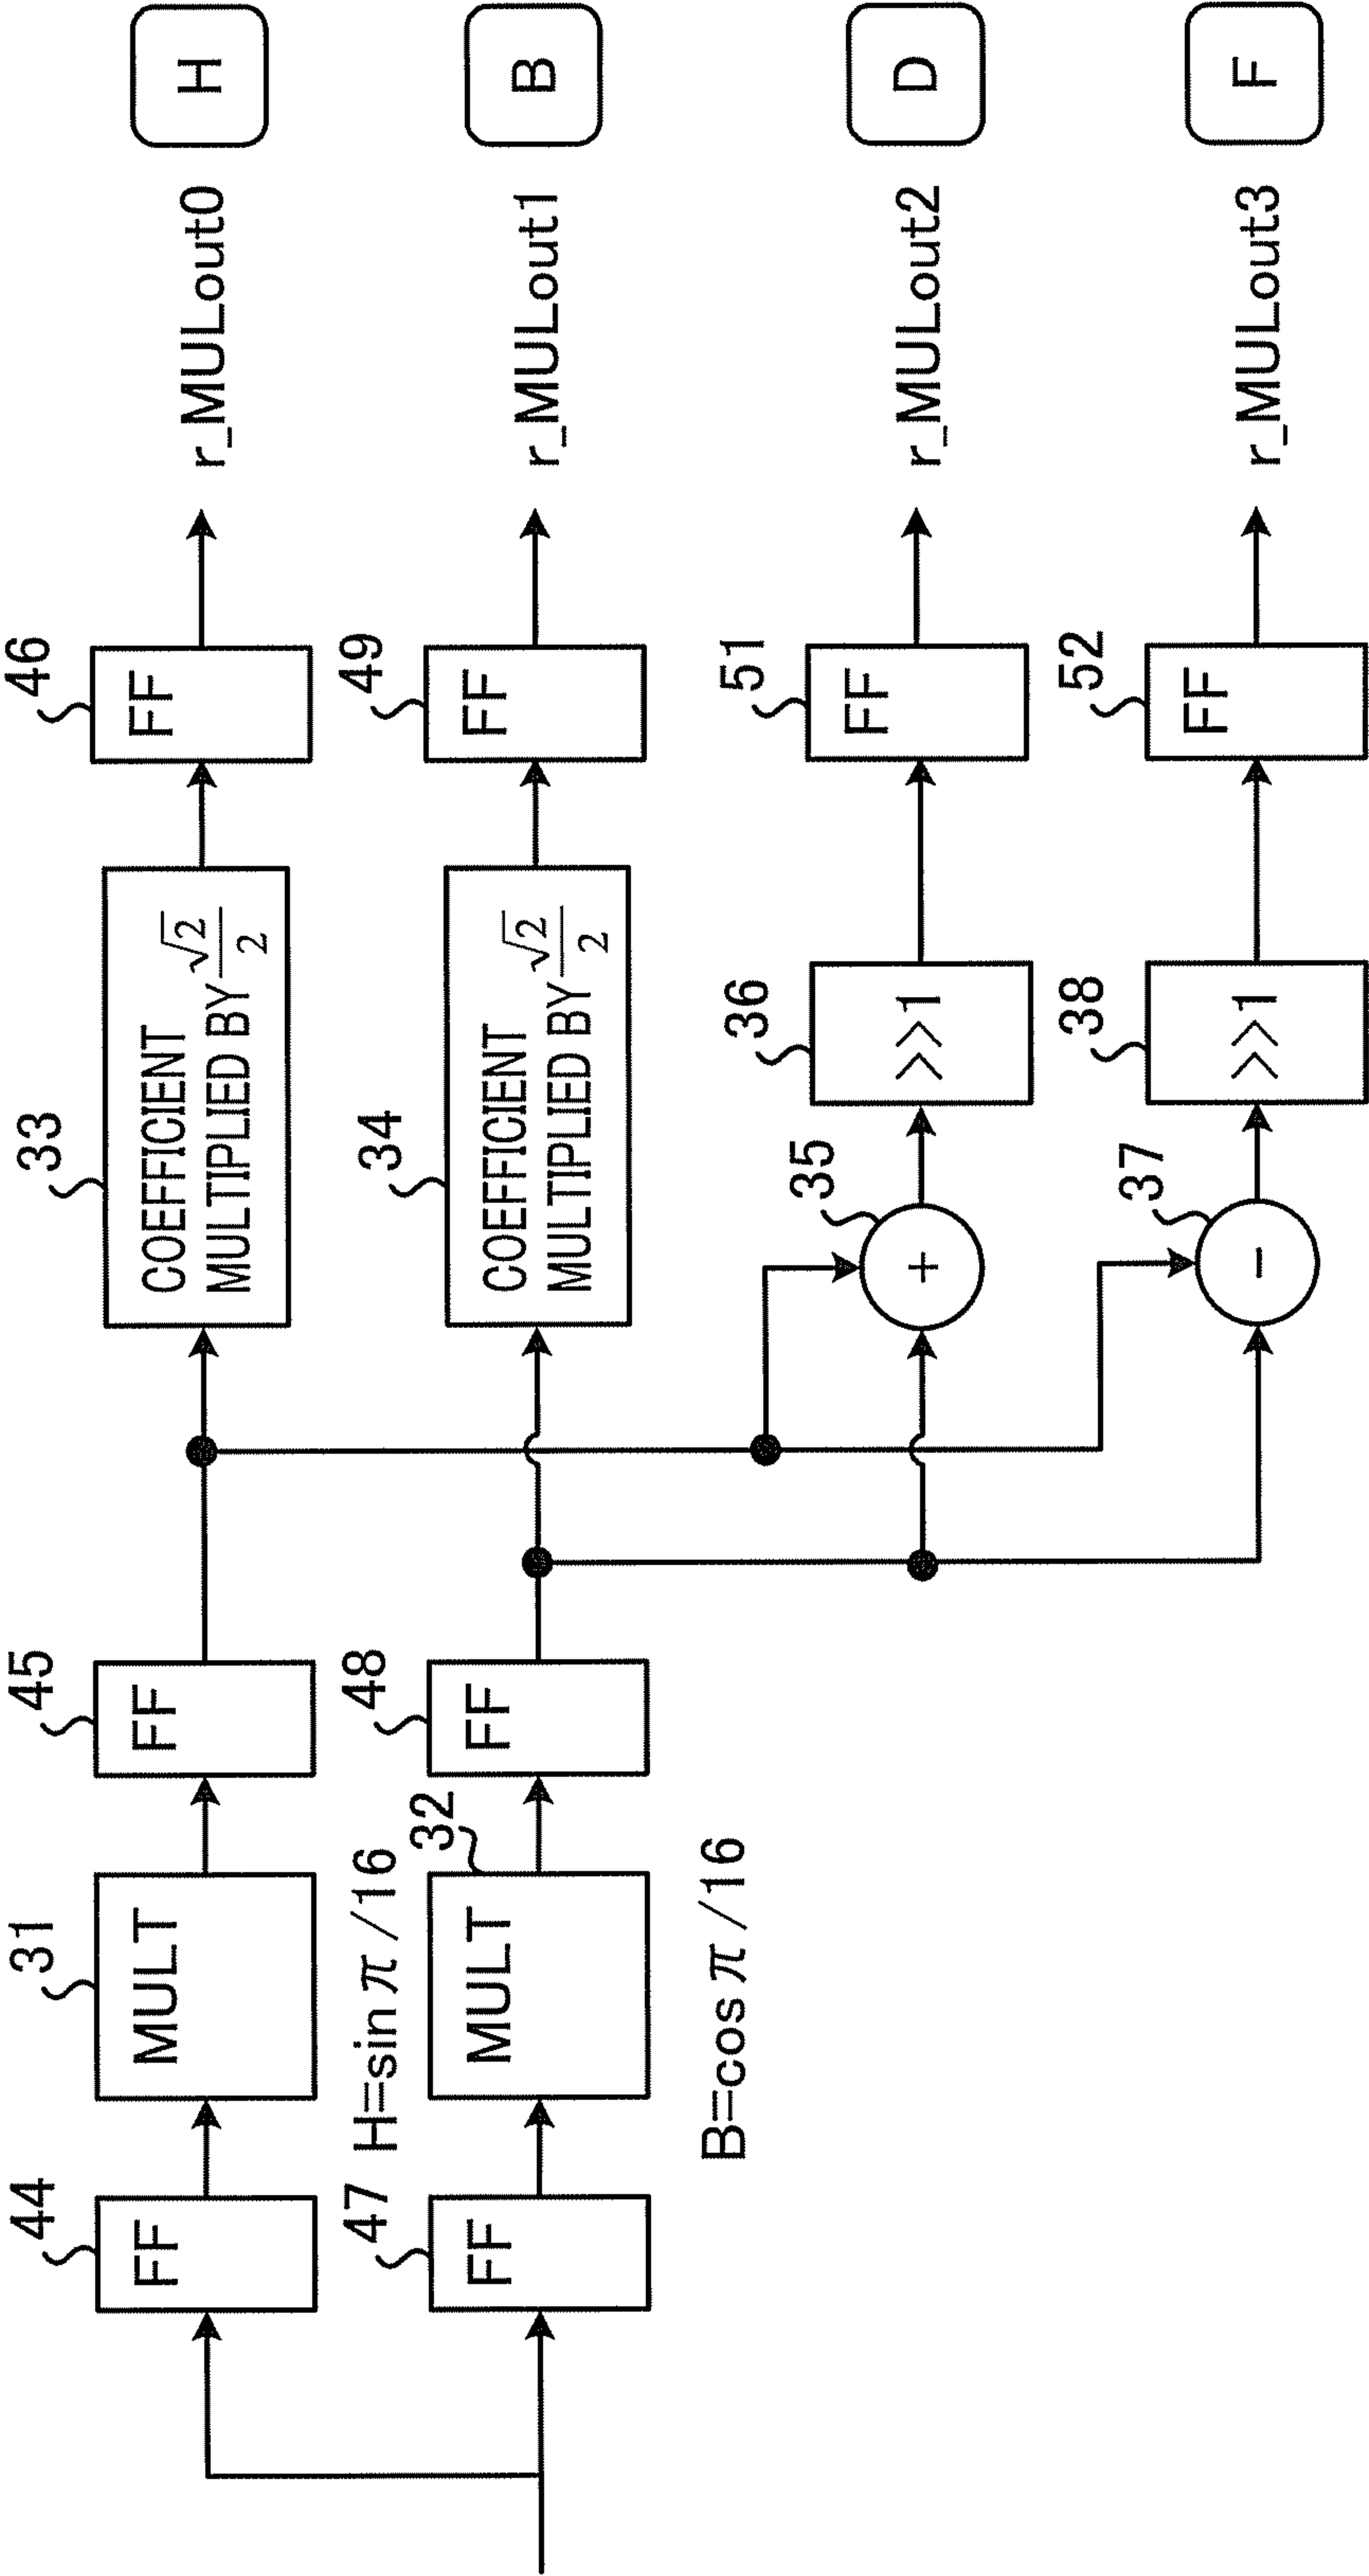 44
FF
31
MULT
45
FF
33
COEFFICIENT
MULTIPLIED BY √2/2
46
FF
r_MULout0
H
H=sin π/16
47
FF
32
MULT
48
FF
34
COEFFICIENT
MULTIPLIED BY √2/2
49
FF
r_MULout1
B
B=cos π/16
35
+
36
>>1
51
FF
r_MULout2
D
37
-
38
>>1
52
FF
r_MULout3
F